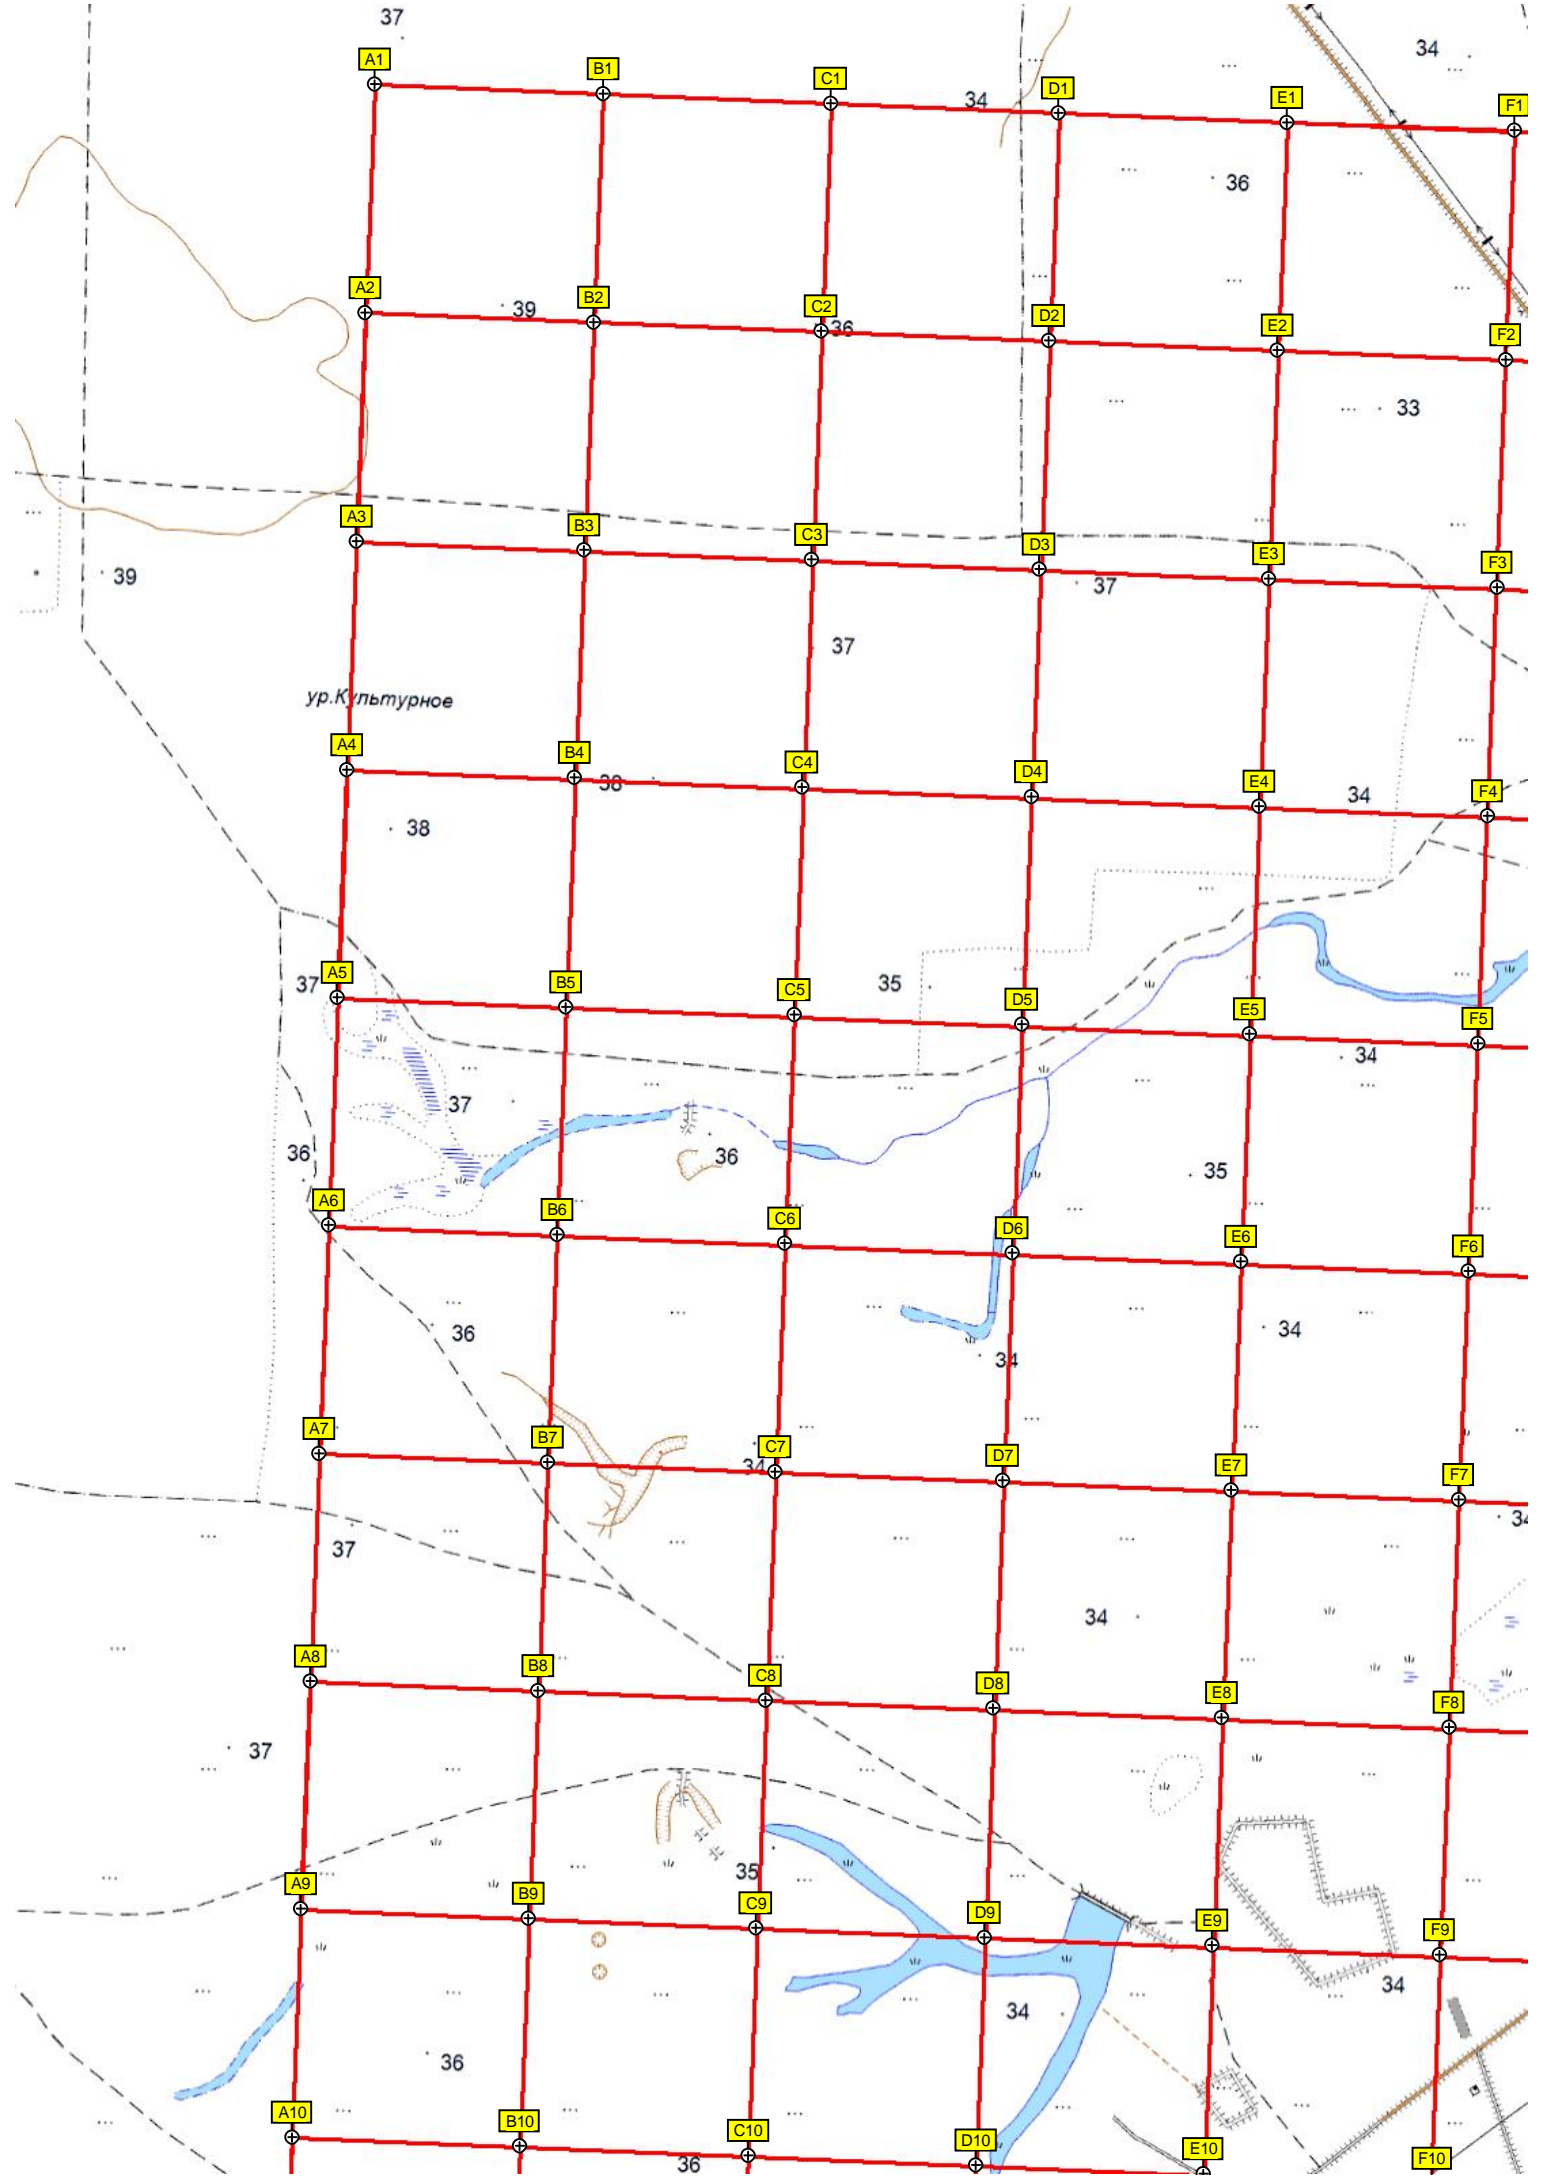 37
34
A1
B1
C1
34
D1
E1
F1
36
A2
39
B2
C2
36
D2
E2
F2
33
A3
B3
C3
D3
E3
F3
39
37
37
ур.Культурное
A4
B4
38
C4
D4
E4
34
F4
38
A5
37
B5
C5
35
D5
E5
F5
34
37
36
36
35
A6
B6
C6
D6
E6
F6
36
34
34
A7
B7
C7
34
D7
E7
F7
34
37
34
A8
B8
C8
D8
E8
F8
37
35
A9
B9
C9
D9
E9
F9
34
34
36
A10
B10
C10
D10
E10
F10
36